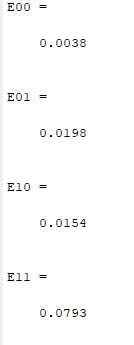 E00 =
0.0038
E01 =
0.0198
E10 =
0.0154
E11 =
0.0793